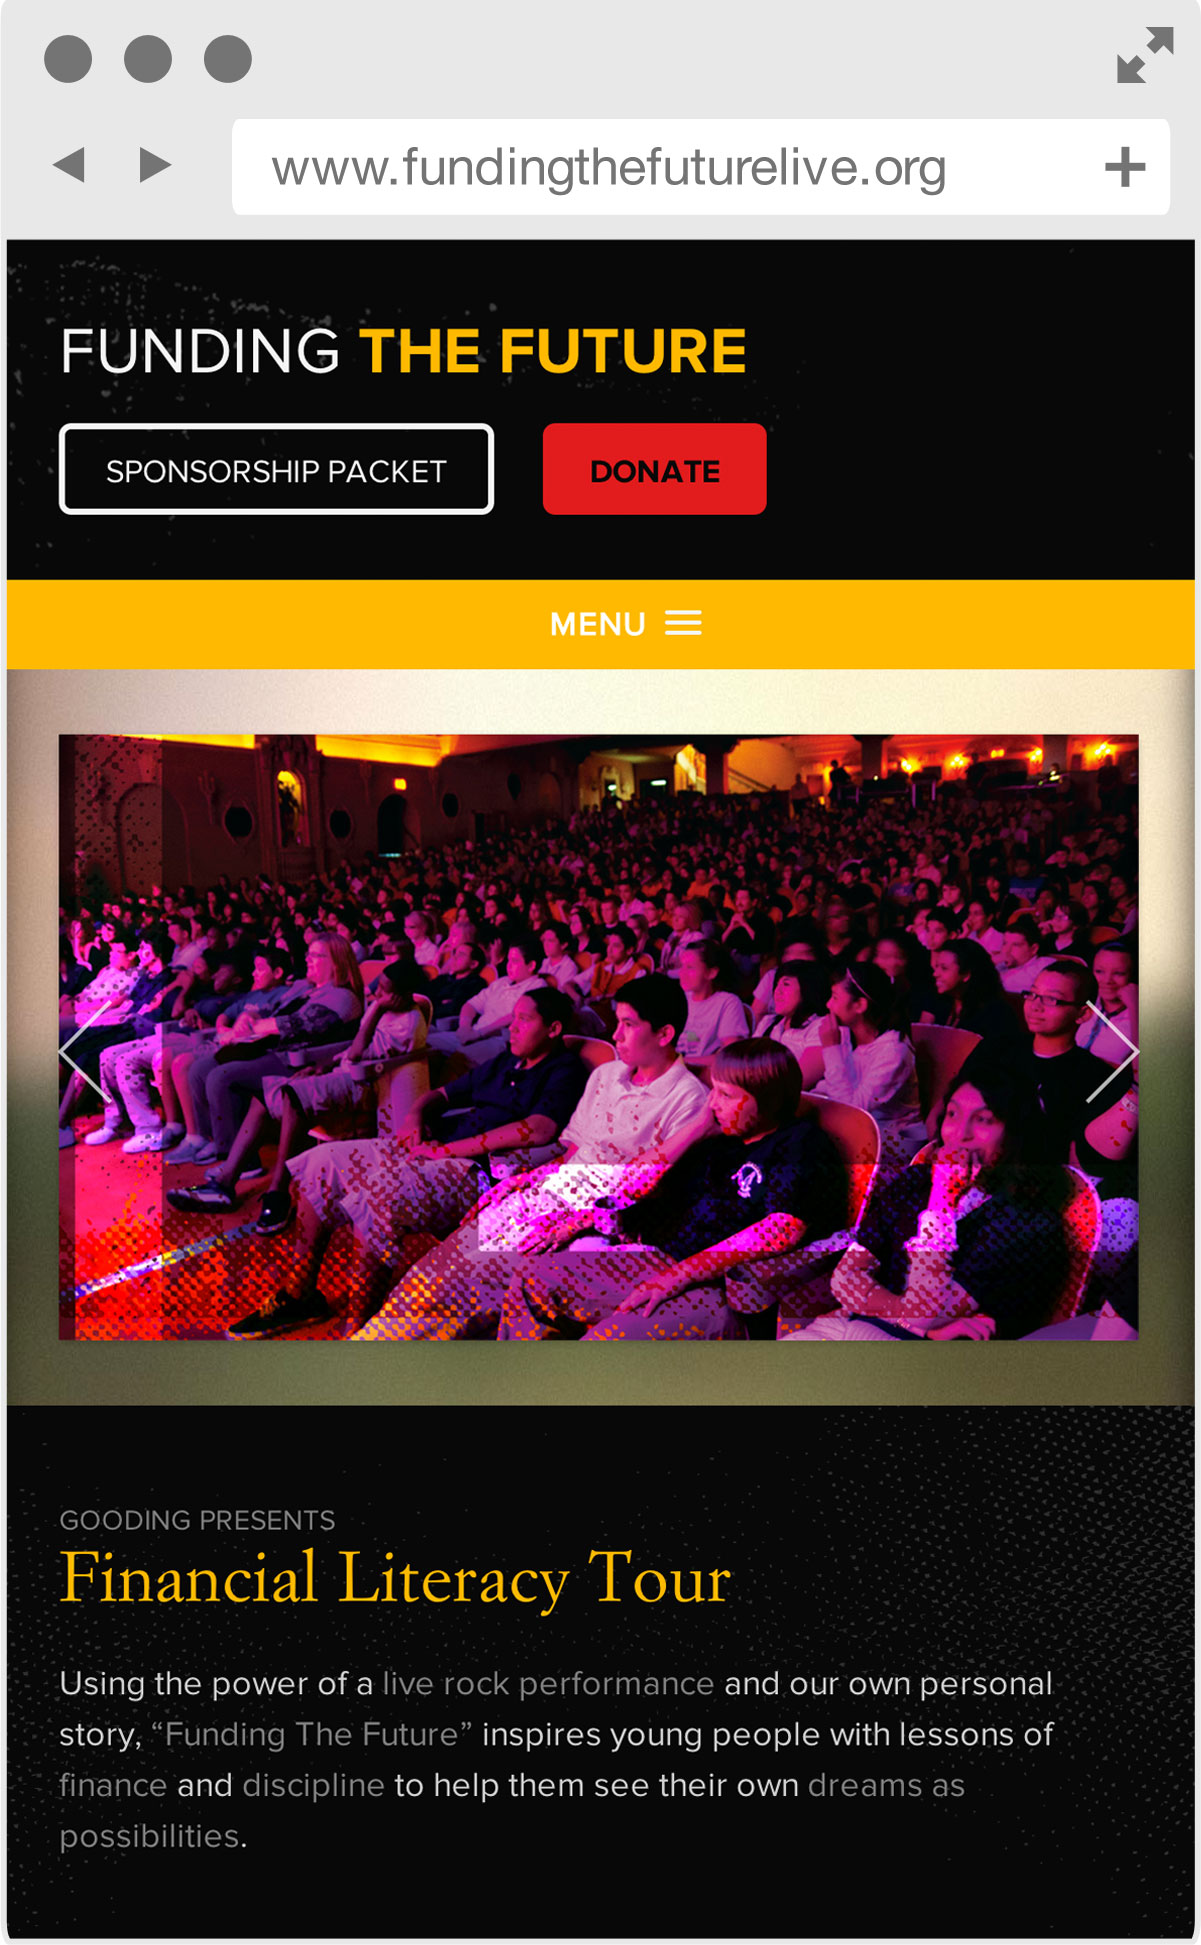 www.fundingthefuturelive.org
FUNDING THE FUTURE
SPONSORSHIP PACKET
DONATE
MENU
GOODING PRESENTS
Financial Literacy Tour
Using the power of a live rock performance and our own personal
story, “Funding The Future” inspires young people with lessons of
finance and discipline to help them see their own dreams as
possibilities.